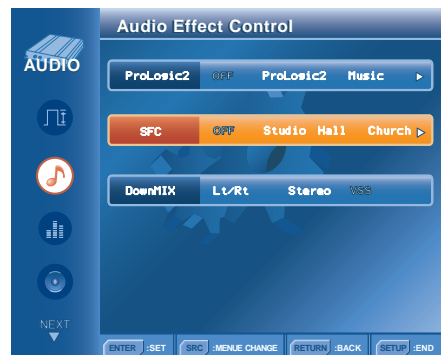 Audio Effect Control
AUDIO
ProLogic2 OFF ProLogic2 Music
SFC OFF Studio Hall Church
DownMIX Lt/Rt Stereo VSS
NEXT
ENTER :SET SRC :MENUE CHANGE RETURN :BACK SETUP :END